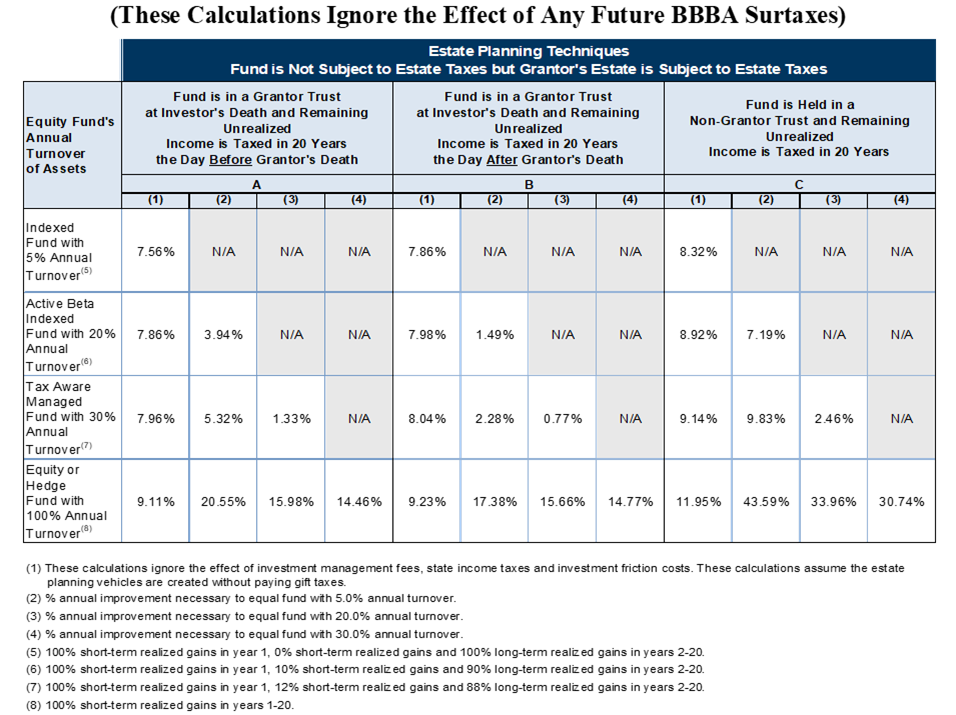 (These Calculations Ignore the Effect of Any Future BBBA Surtaxes)
Estate Planning Techniques
Fund is Not Subject to Estate Taxes but Grantor's Estate is Subject to Estate Taxes
Equity Fund's
Annual
Turnover
of Assets
Fund is in a Grantor Trust
at Investor's Death and Remaining
Unrealized
Income is Taxed in 20 Years
the Day Before Grantor's Death
Fund is in a Grantor Trust
at Investor's Death and Remaining
Unrealized
Income is Taxed in 20 Years
the Day After Grantor's Death
Fund is Held in a
Non-Grantor Trust and Remaining
Unrealized
Income is Taxed in 20 Years
A B C
(1) (2) (3) (4) (1) (2) (3) (4) (1) (2) (3) (4)
Indexed
Fund with
5% Annual
Turnover(5)
7.56% N/A N/A N/A 7.86% N/A N/A N/A 8.32% N/A N/A N/A
Active Beta
Indexed
Fund with 20%
Annual
Turnover(6)
7.86% 3.94% N/A N/A 7.98% 1.49% N/A N/A 8.92% 7.19% N/A N/A
Tax Aware
Managed
Fund with 30%
Annual
Turnover(7)
7.96% 5.32% 1.33% N/A 8.04% 2.28% 0.77% N/A 9.14% 9.83% 2.46% N/A
Equity or
Hedge
Fund with
100% Annual
Turnover(8)
9.11% 20.55% 15.98% 14.46% 9.23% 17.38% 15.66% 14.77% 11.95% 43.59% 33.96% 30.74%
(1) These calculations ignore the effect of investment management fees, state income taxes and investment friction costs. These calculations assume the estate
planning vehicles are created without paying gift taxes.
(2) % annual improvement necessary to equal fund with 5.0% annual turnover.
(3) % annual improvement necessary to equal fund with 20.0% annual turnover.
(4) % annual improvement necessary to equal fund with 30.0% annual turnover.
(5) 100% short-term realized gains in year 1, 0% short-term realized gains and 100% long-term realized gains in years 2-20.
(6) 100% short-term realized gains in year 1, 10% short-term realized gains and 90% long-term realized gains in years 2-20.
(7) 100% short-term realized gains in year 1, 12% short-term realized gains and 88% long-term realized gains in years 2-20.
(8) 100% short-term realized gains in years 1-20.